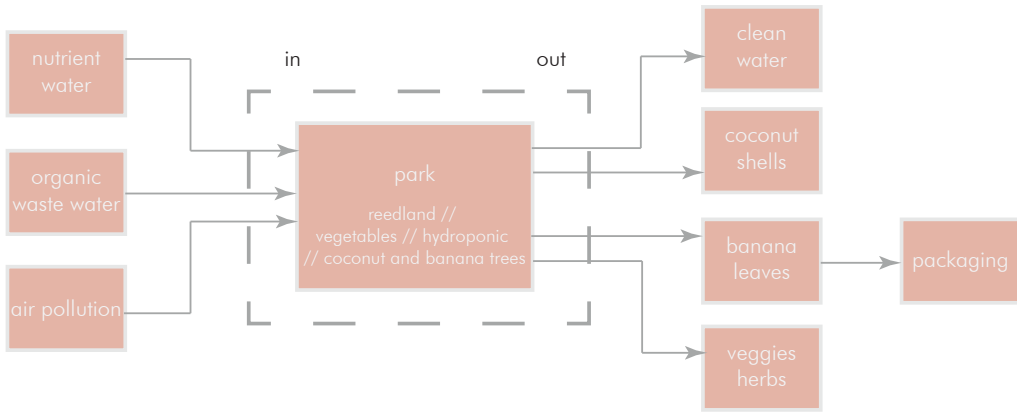 in
out
nutrient
water
organic
waste water
air pollution
park
reedland //
vegetables // hydroponic
// coconut and banana trees
clean
water
coconut
shells
banana
leaves
packaging
veggies
herbs